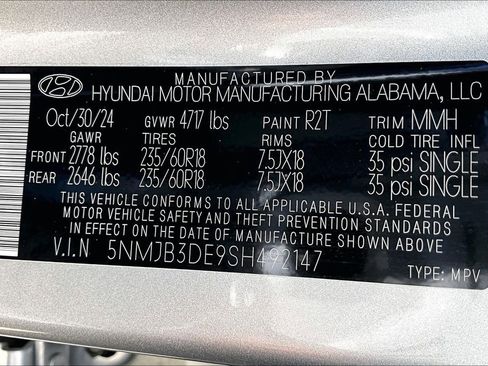 MANUFACTURED BY
HYUNDAI MOTOR MANUFACTURING ALABAMA, LLC
Oct/30/24 GVWR 4717 lbs PAINT R2T TRIM MMH
GAWR TIRES RIMS COLD TIRE INFL
FRONT 2778 lbs 235/60R18 7.5JX18 35 psi SINGLE
REAR 2646 lbs 235/60R18 7.5JX18 35 psi SINGLE
THIS VEHICLE CONFORMS TO ALL APPLICABLE U.S.A. FEDERAL
MOTOR VEHICLE SAFETY AND THEFT PREVENTION STANDARDS
IN EFFECT ON THE DATE OF MANUFACTURE SHOWN ABOVE.
V.I.N 5NMJB3DE9SH492147
TYPE: MPV